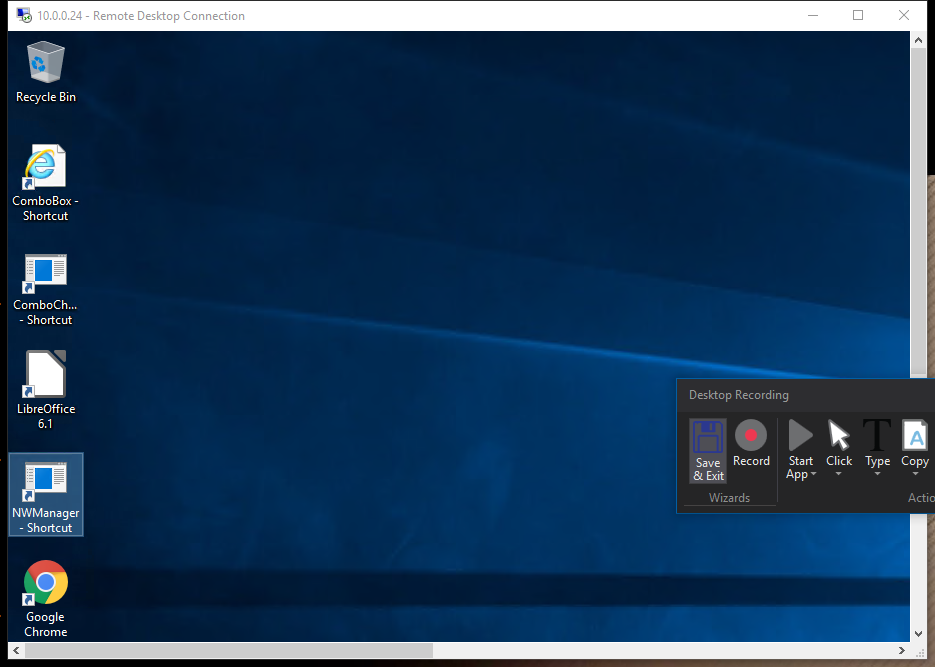 10.0.0.24 - Remote Desktop Connection
Recycle Bin
ComboBox -
Shortcut
ComboCh...
- Shortcut
LibreOffice
6.1
NWManager
- Shortcut
Google
Chrome
Desktop Recording
Save
& Exit
Record
Start
App
Click
T
Type
A
Copy
Wizards
Actio